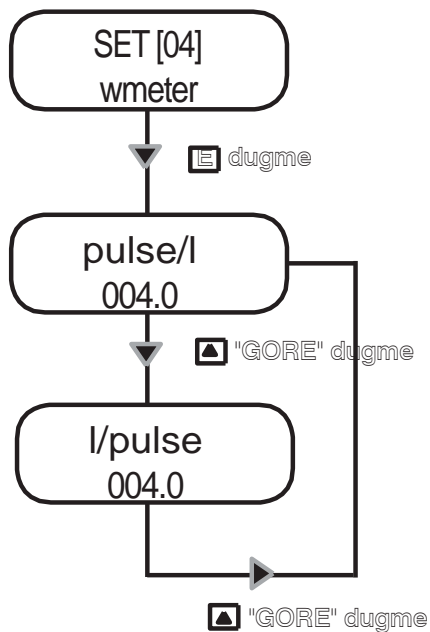 SET [04]
wmeter
E dugme
pulse/l
004.0
"GORE" dugme
l/pulse
004.0
"GORE" dugme